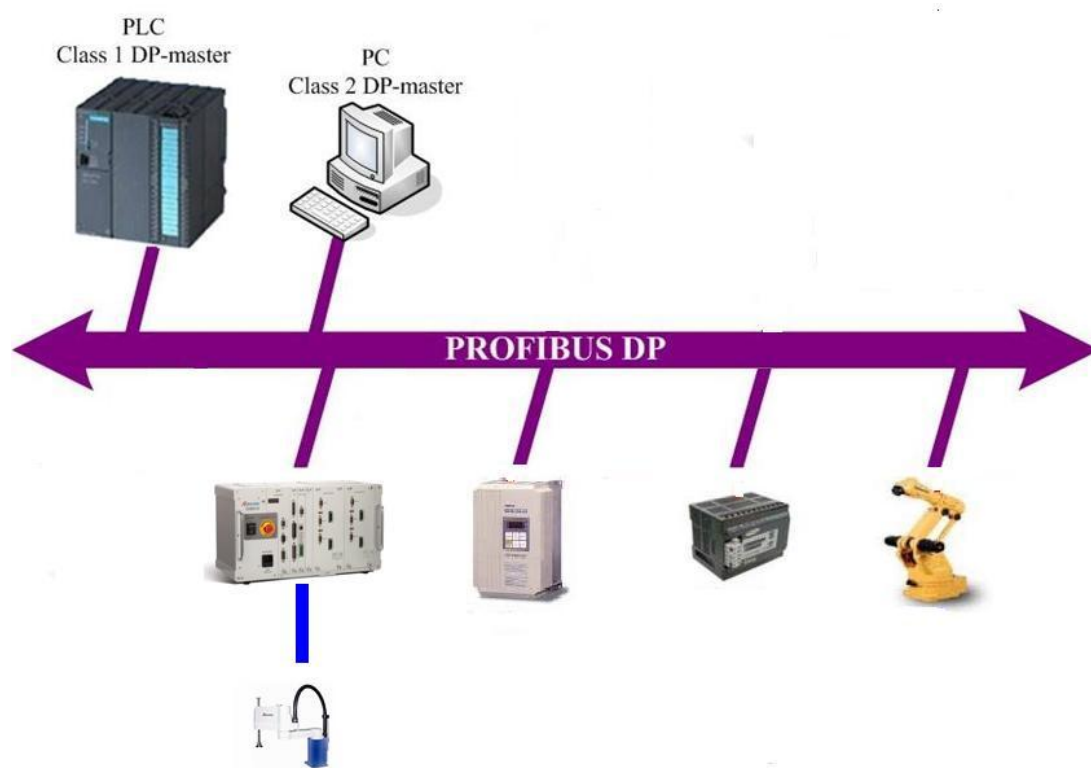 PLC
Class 1 DP-master
PC
Class 2 DP-master
PROFIBUS DP